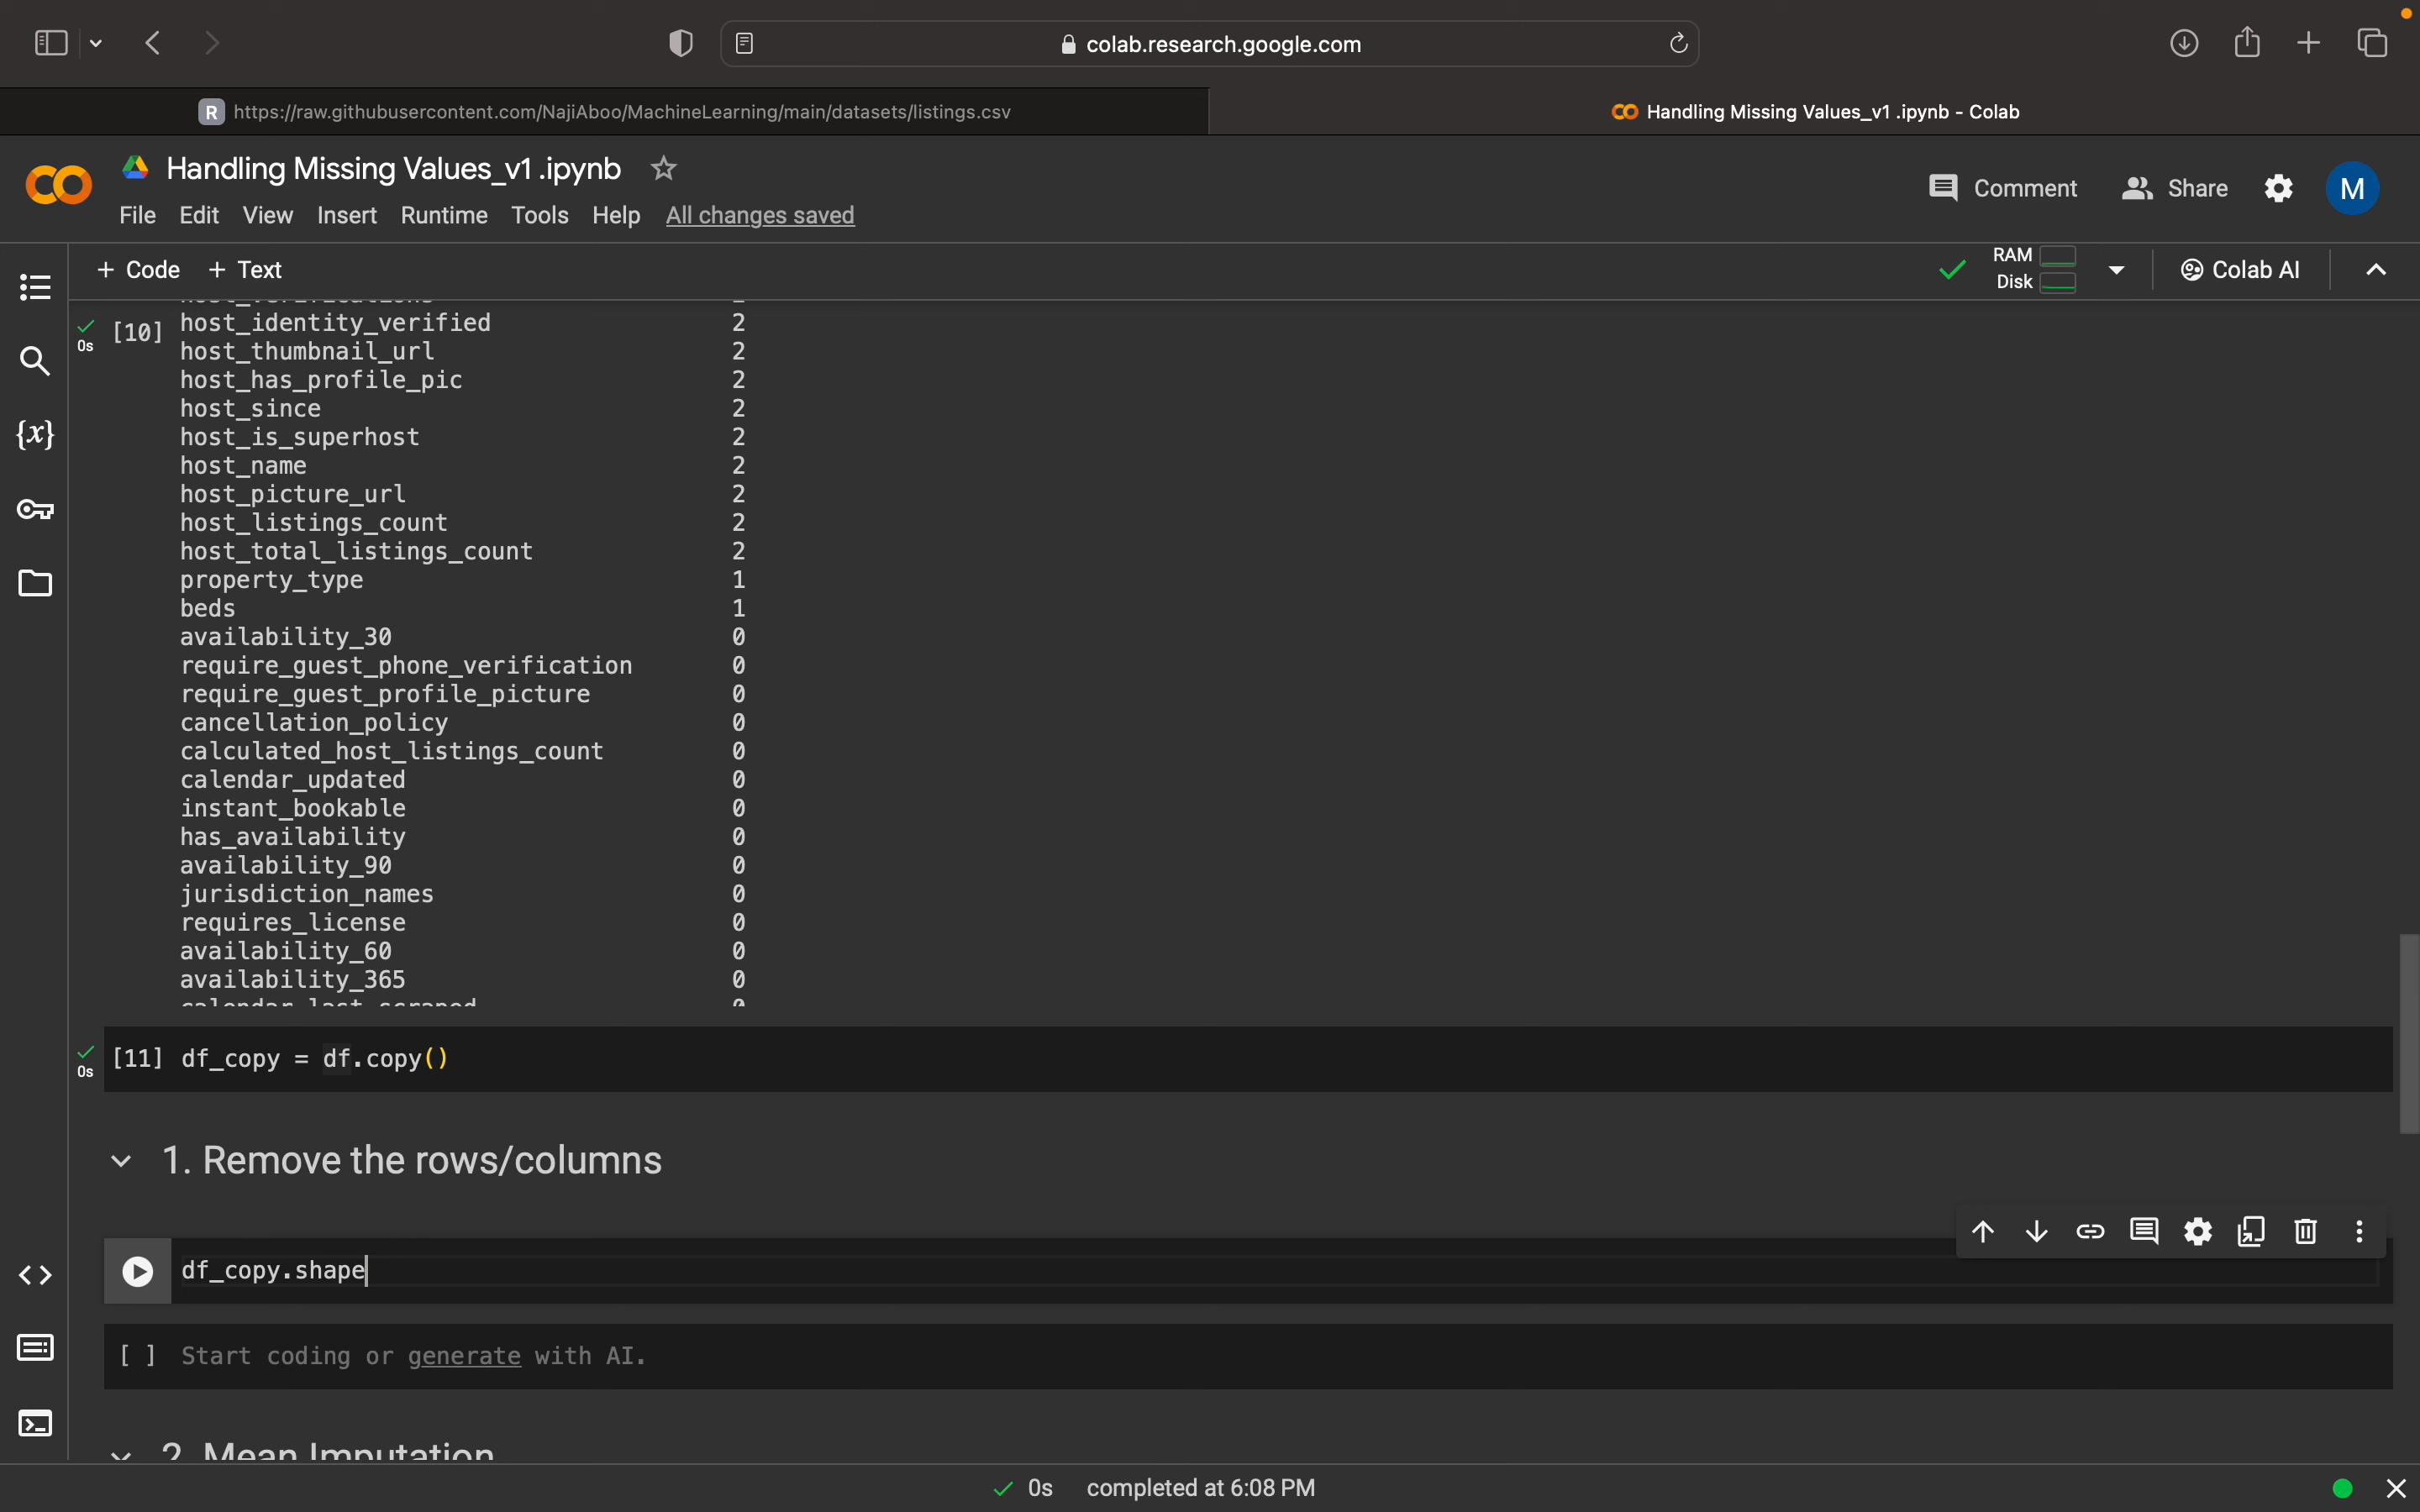 colab.research.google.com
R https://raw.githubusercontent.com/NajiAboo/MachineLearning/main/datasets/listings.csv
Handling Missing Values_v1 .ipynb - Colab
Handling Missing Values_v1 .ipynb
File Edit View Insert Runtime Tools Help All changes saved
Comment Share M
+ Code + Text
RAM
Disk
Colab AI
[10]
0s
host_identity_verified 2
host_thumbnail_url 2
host_has_profile_pic 2
host_since 2
host_is_superhost 2
host_name 2
host_picture_url 2
host_listings_count 2
host_total_listings_count 2
property_type 1
beds 1
availability_30 0
require_guest_phone_verification 0
require_guest_profile_picture 0
cancellation_policy 0
calculated_host_listings_count 0
calendar_updated 0
instant_bookable 0
has_availability 0
availability_90 0
jurisdiction_names 0
requires_license 0
availability_60 0
availability_365 0
calendar_last_scraped 0
[11] df_copy = df.copy()
0s
1. Remove the rows/columns
df_copy.shape
[ ] Start coding or generate with AI.
2. Mean Imputation
0s completed at 6:08 PM